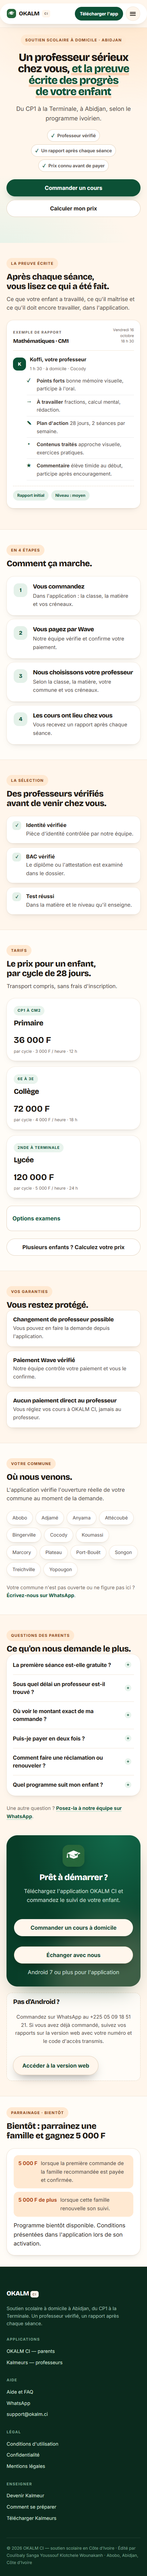 OKALM CI
Télécharger l'app
SOUTIEN SCOLAIRE À DOMICILE · ABIDJAN
Un professeur sérieux
chez vous, et la preuve
écrite des progrès
de votre enfant
Du CP1 à la Terminale, à Abidjan, selon le
programme ivoirien.
✓ Professeur vérifié
✓ Un rapport après chaque séance
✓ Prix connu avant de payer
Commander un cours
Calculer mon prix
LA PREUVE ÉCRITE
Après chaque séance,
vous lisez ce qui a été fait.
Ce que votre enfant a travaillé, ce qu'il maîtrise et
ce qu'il doit encore travailler, dans l'application.
EXEMPLE DE RAPPORT
Mathématiques · CM1
Vendredi 16
octobre
18 h 30
K
Koffi, votre professeur
1 h 30 · à domicile · Cocody
✓ Points forts bonne mémoire visuelle,
participe à l'oral.
À travailler fractions, calcul mental,
rédaction.
Plan d'action 28 jours, 2 séances par
semaine.
Contenus traités approche visuelle,
exercices pratiques.
Commentaire élève timide au début,
participe après encouragement.
Rapport initial
Niveau : moyen
EN 4 ÉTAPES
Comment ça marche.
1
Vous commandez
Dans l'application : la classe, la matière
et vos créneaux.
2
Vous payez par Wave
Notre équipe vérifie et confirme votre
paiement.
3
Nous choisissons votre professeur
Selon la classe, la matière, votre
commune et vos créneaux.
4
Les cours ont lieu chez vous
Vous recevez un rapport après chaque
séance.
LA SÉLECTION
Des professeurs vérifiés
avant de venir chez vous.
✓ Identité vérifiée
Pièce d'identité contrôlée par notre équipe.
✓ BAC vérifié
Le diplôme ou l'attestation est examiné
dans le dossier.
✓ Test réussi
Dans la matière et le niveau qu'il enseigne.
TARIFS
Le prix pour un enfant,
par cycle de 28 jours.
Transport compris, sans frais d'inscription.
CP1 À CM2
Primaire
36 000 F
par cycle · 3 000 F / heure · 12 h
6E À 3E
Collège
72 000 F
par cycle · 4 000 F / heure · 18 h
2NDE À TERMINALE
Lycée
120 000 F
par cycle · 5 000 F / heure · 24 h
Options examens
Plusieurs enfants ? Calculez votre prix
VOS GARANTIES
Vous restez protégé.
Changement de professeur possible
Vous pouvez en faire la demande depuis
l'application.
Paiement Wave vérifié
Notre équipe contrôle votre paiement et vous le
confirme.
Aucun paiement direct au professeur
Vous réglez vos cours à OKALM CI, jamais au
professeur.
VOTRE COMMUNE
Où nous venons.
L'application vérifie l'ouverture réelle de votre
commune au moment de la demande.
Abobo
Adjamé
Anyama
Attécoubé
Bingerville
Cocody
Koumassi
Marcory
Plateau
Port-Bouët
Songon
Treichville
Yopougon
Votre commune n'est pas ouverte ou ne figure pas ici ?
Écrivez-nous sur WhatsApp.
QUESTIONS DES PARENTS
Ce qu'on nous demande le plus.
La première séance est-elle gratuite ? +
Sous quel délai un professeur est-il
trouvé ? +
Où voir le montant exact de ma
commande ? +
Puis-je payer en deux fois ? +
Comment faire une réclamation ou
renouveler ? +
Quel programme suit mon enfant ? +
Une autre question ? Posez-la à notre équipe sur
WhatsApp.
Prêt à démarrer ?
Téléchargez l'application OKALM CI et
commandez le suivi de votre enfant.
Commander un cours à domicile
Échanger avec nous
Android 7 ou plus pour l'application
Pas d'Android ?
Commandez sur WhatsApp au +225 05 09 18 51
21. Si vous avez déjà commandé, suivez vos
rapports sur la version web avec votre numéro et
le code d'accès transmis.
Accéder à la version web
PARRAINAGE · BIENTÔT
Bientôt : parrainez une
famille et gagnez 5 000 F
5 000 F lorsque la première commande de
la famille recommandée est payée
et confirmée.
5 000 F de plus lorsque cette famille
renouvelle son suivi.
Programme bientôt disponible. Conditions
présentées dans l'application lors de son
activation.
OKALM CI
Soutien scolaire à domicile à Abidjan, du CP1 à la
Terminale. Un professeur vérifié, un rapport après
chaque séance.
APPLICATIONS
OKALM CI — parents
Kalmeurs — professeurs
AIDE
Aide et FAQ
WhatsApp
support@okalm.ci
LÉGAL
Conditions d'utilisation
Confidentialité
Mentions légales
ENSEIGNER
Devenir Kalmeur
Comment se préparer
Télécharger Kalmeurs
© 2026 OKALM CI — soutien scolaire en Côte d'Ivoire · Édité par